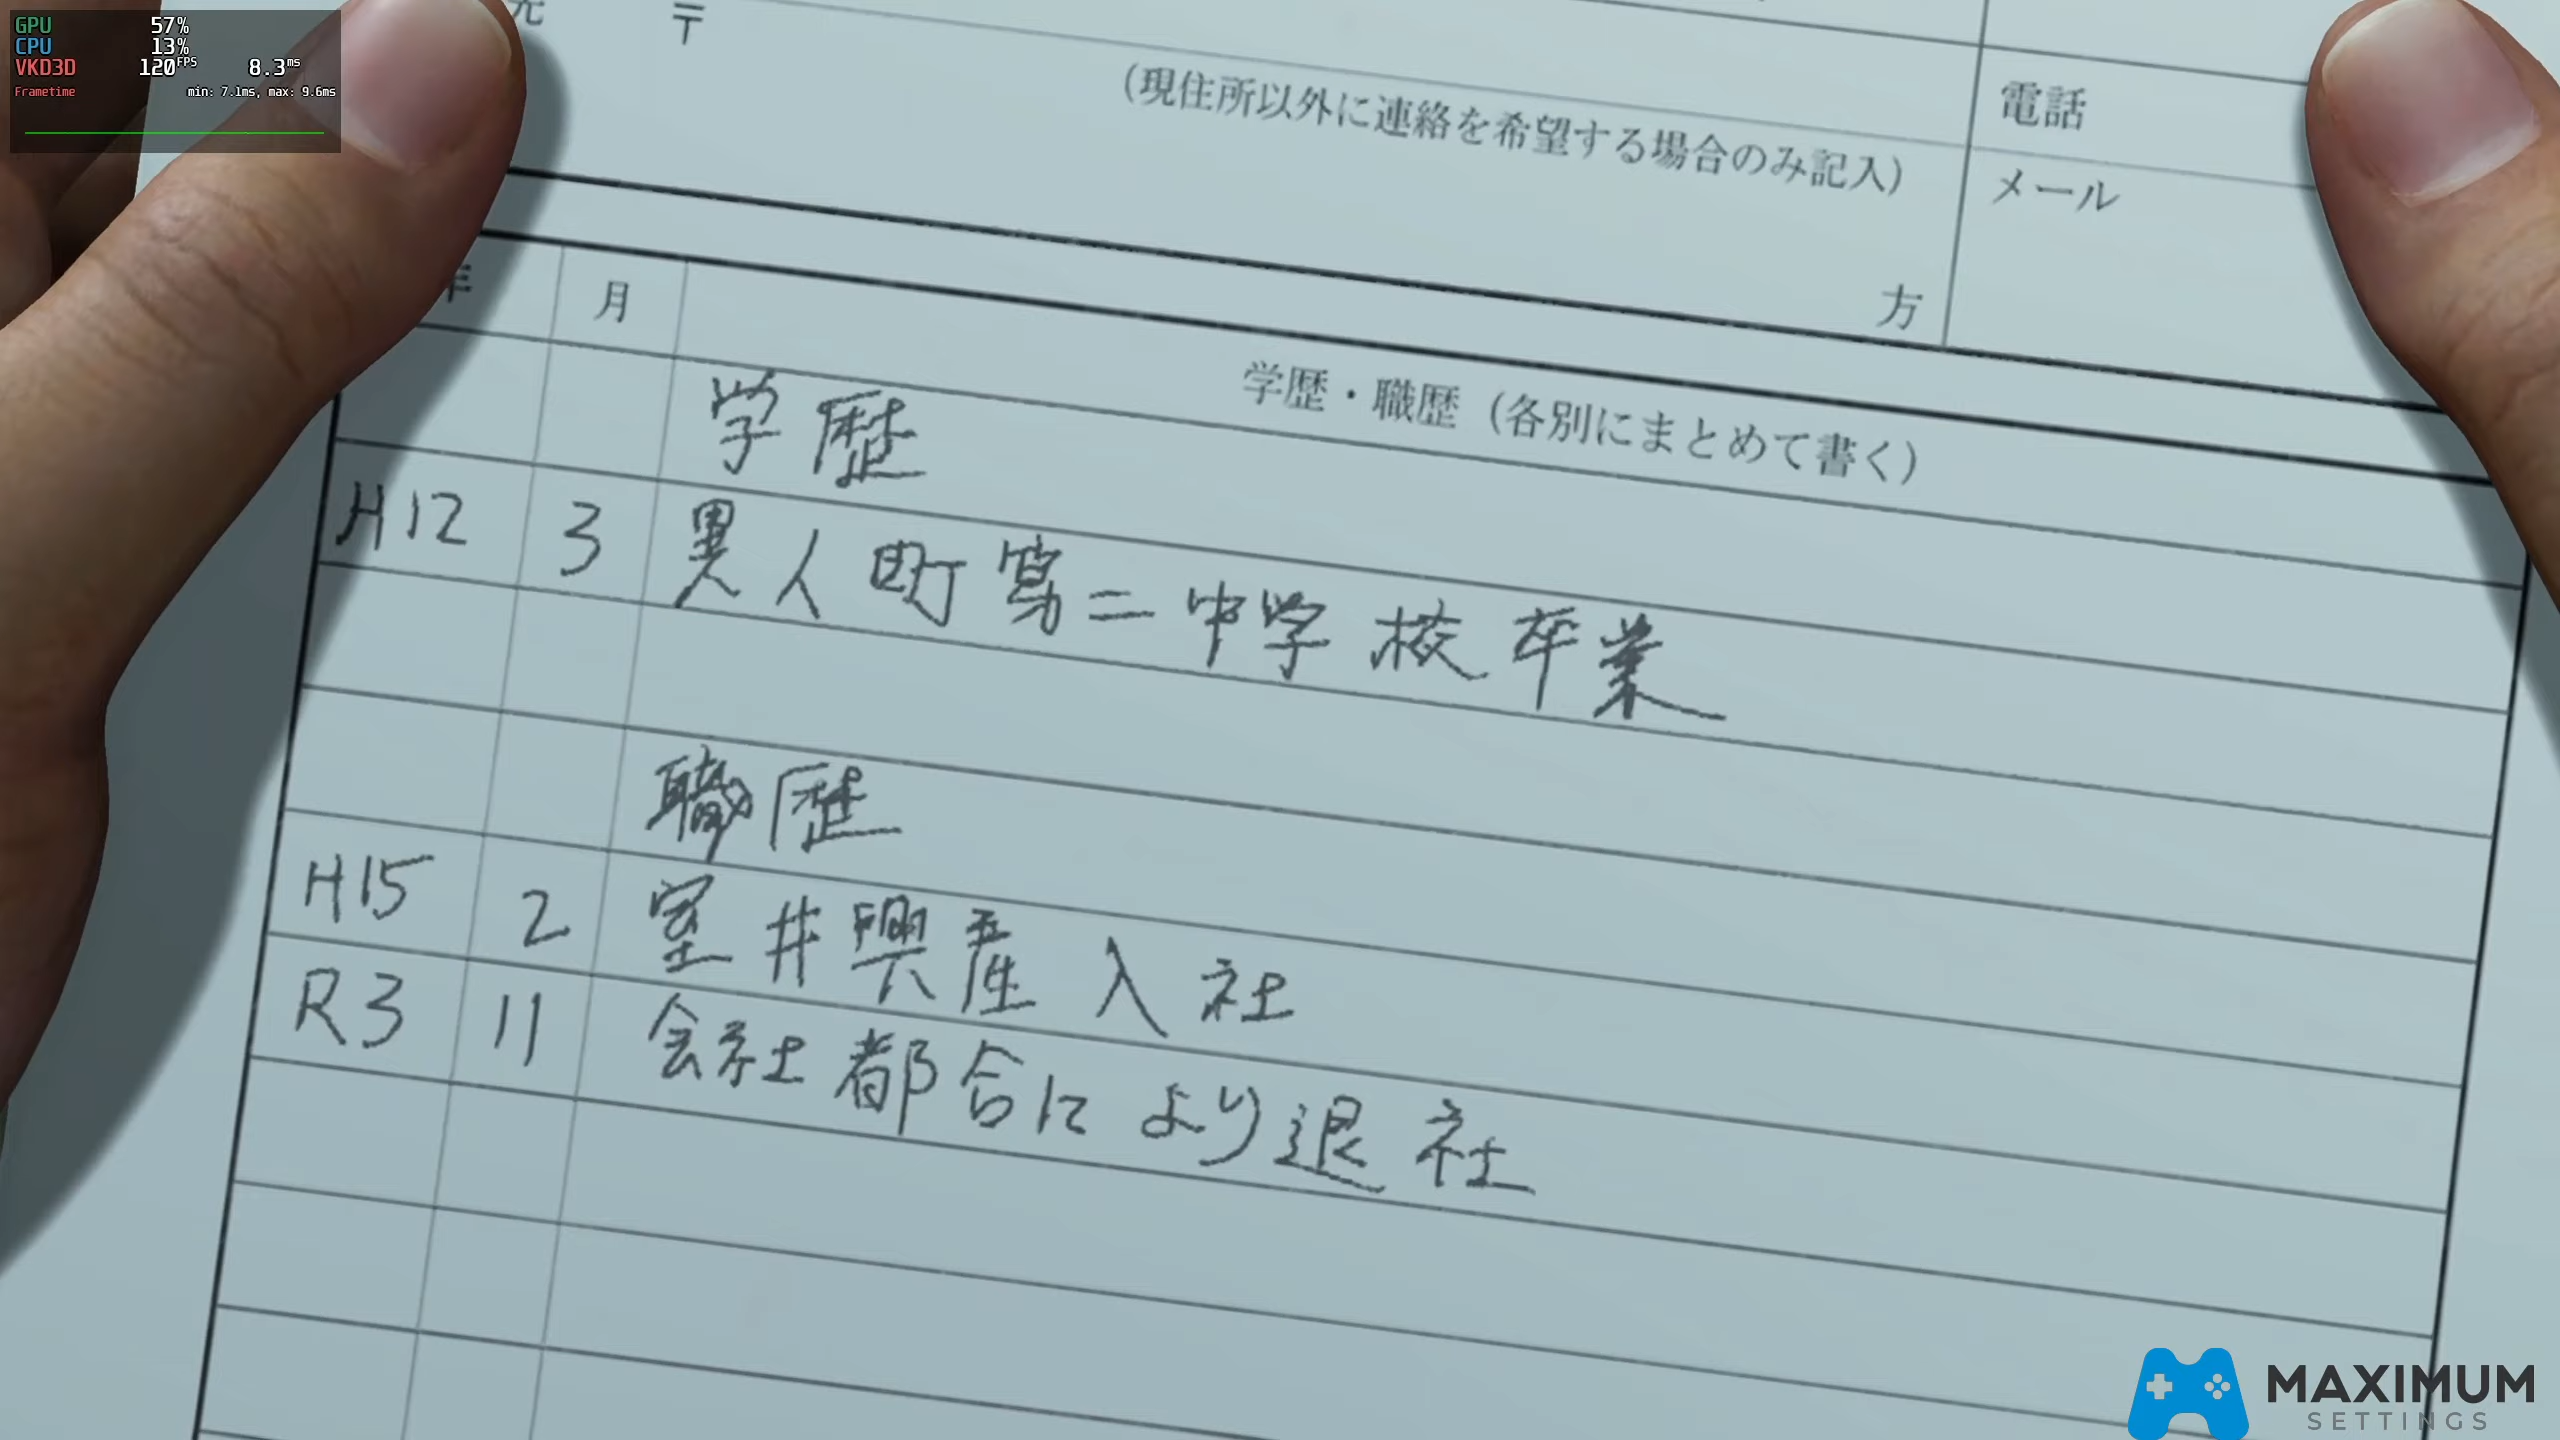 GPU 57%
CPU 13%
VKD3D 120FPS 8.3ms
Frametime min: 7.1ms, max: 9.6ms
〒
(現住所以外に連絡を希望する場合のみ記入)
電話
メール
方
年 月 学歴・職歴 (各別にまとめて書く)
学歴
H12 3 異人町第二中学校卒業
職歴
H15 2 室井興産入社
R3 11 会社都合により退社
MAXIMUM
SETTINGS